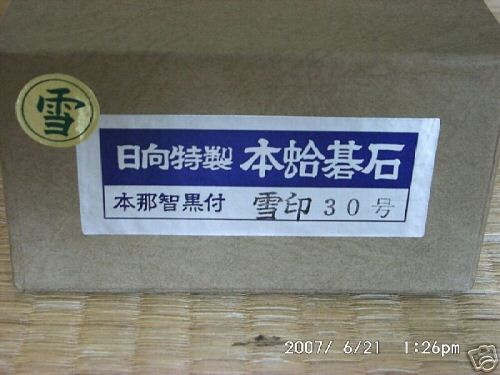 雪
日向特製 本蛤碁石
本那智黒付 雪印30号
2007/ 6/21 1:26pm